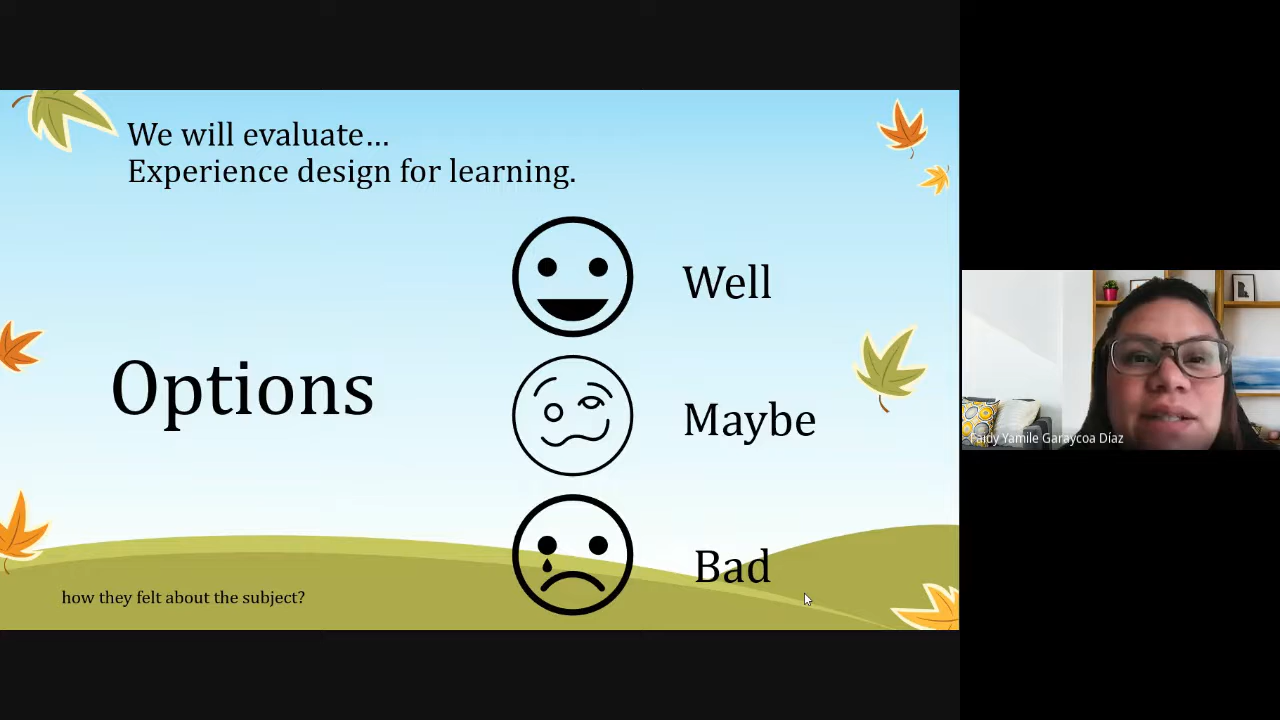 We will evaluate…
Experience design for learning.
Well
Options
Maybe
Bad
how they felt about the subject?
Faidy Yamile Garaycoa Díaz